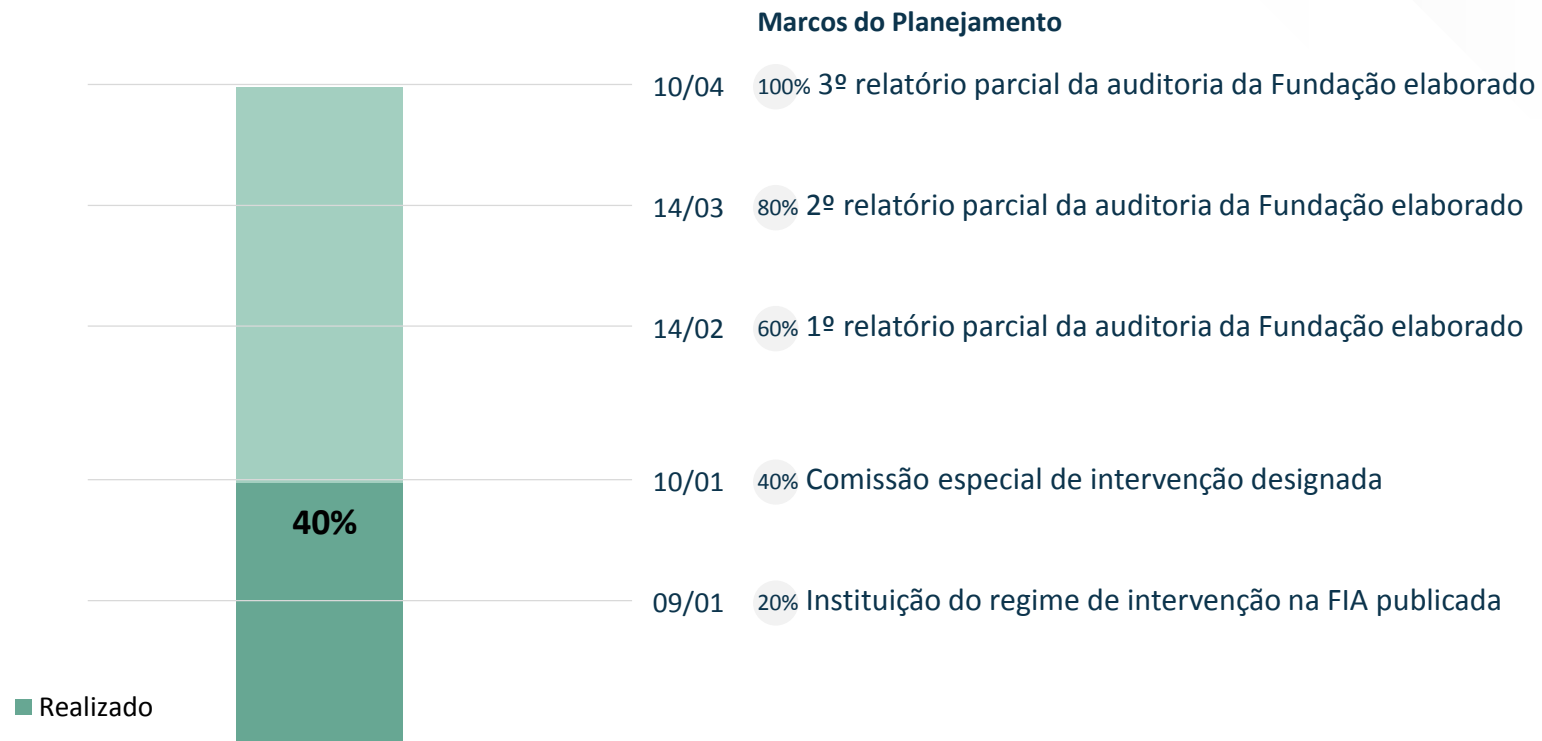 Marcos do Planejamento
10/04 100% 3º relatório parcial da auditoria da Fundação elaborado
14/03 80% 2º relatório parcial da auditoria da Fundação elaborado
14/02 60% 1º relatório parcial da auditoria da Fundação elaborado
10/01 40% Comissão especial de intervenção designada
40%
09/01 20% Instituição do regime de intervenção na FIA publicada
Realizado